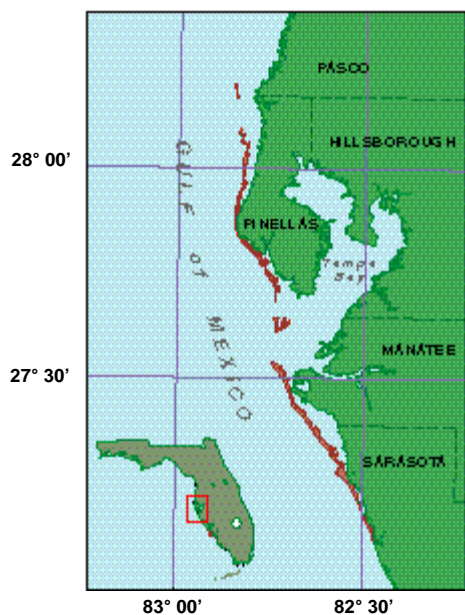 PASCO
HILLSBOROUGH
28° 00'
GULF of MEXICO
PINELLAS
Tampa
Bay
MANATEE
27° 30'
SARASOTA
83° 00'
82° 30'